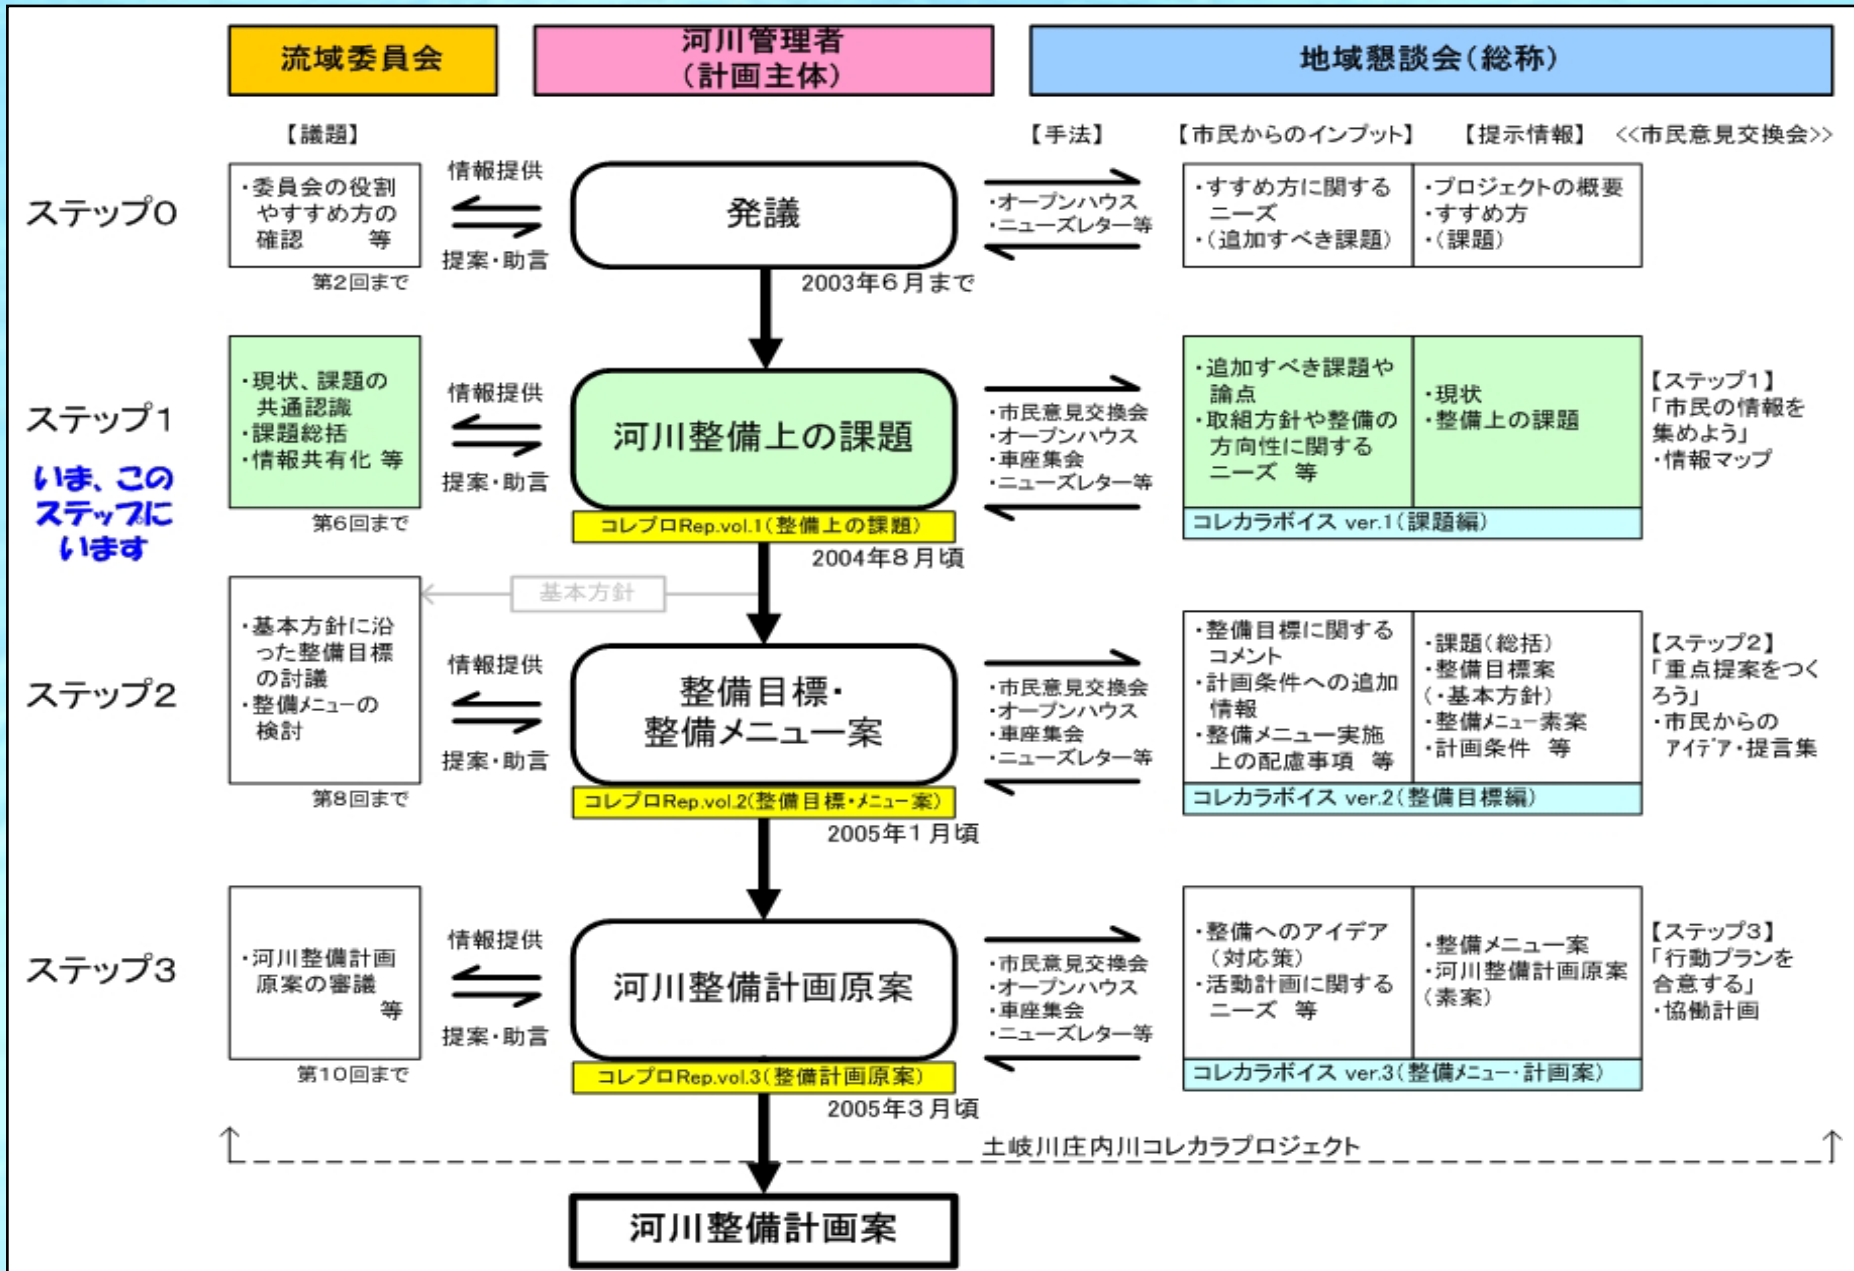 流域委員会
河川管理者
(計画主体)
地域懇談会(総称)
【議題】
【手法】
【市民からのインプット】
【提示情報】
<<市民意見交換会>>
ステップ0
・委員会の役割
やすすめ方の
確認 等
第2回まで
情報提供
提案・助言
発議
2003年6月まで
・オープンハウス
・ニューズレター等
・すすめ方に関する
ニーズ
・(追加すべき課題)
・プロジェクトの概要
・すすめ方
・(課題)
ステップ1
いま、この
ステップに
います
・現状、課題の
共通認識
・課題総括
・情報共有化 等
第6回まで
情報提供
提案・助言
河川整備上の課題
コレプロRep.vol.1(整備上の課題)
2004年8月頃
・市民意見交換会
・オープンハウス
・車座集会
・ニューズレター等
・追加すべき課題や
論点
・取組方針や整備の
方向性に関する
ニーズ 等
・現状
・整備上の課題
コレカラボイス ver.1(課題編)
【ステップ1】
「市民の情報を
集めよう」
・情報マップ
基本方針
ステップ2
・基本方針に沿
った整備目標
の討議
・整備メニューの
検討
第8回まで
情報提供
提案・助言
整備目標・
整備メニュー案
コレプロRep.vol.2(整備目標・メニュー案)
2005年1月頃
・市民意見交換会
・オープンハウス
・車座集会
・ニューズレター等
・整備目標に関する
コメント
・計画条件への追加
情報
・整備メニュー実施
上の配慮事項 等
・課題(総括)
・整備目標案
(・基本方針)
・整備メニュー素案
・計画条件 等
コレカラボイス ver.2(整備目標編)
【ステップ2】
「重点提案をつく
ろう」
・市民からの
アイデア・提言集
ステップ3
・河川整備計画
原案の審議
等
第10回まで
情報提供
提案・助言
河川整備計画原案
コレプロRep.vol.3(整備計画原案)
2005年3月頃
・市民意見交換会
・オープンハウス
・車座集会
・ニューズレター等
・整備へのアイデア
(対応策)
・活動計画に関する
ニーズ 等
・整備メニュー案
・河川整備計画原案
(素案)
コレカラボイス ver.3(整備メニュー・計画案)
【ステップ3】
「行動プランを
合意する」
・協働計画
土岐川庄内川コレカラプロジェクト
河川整備計画案